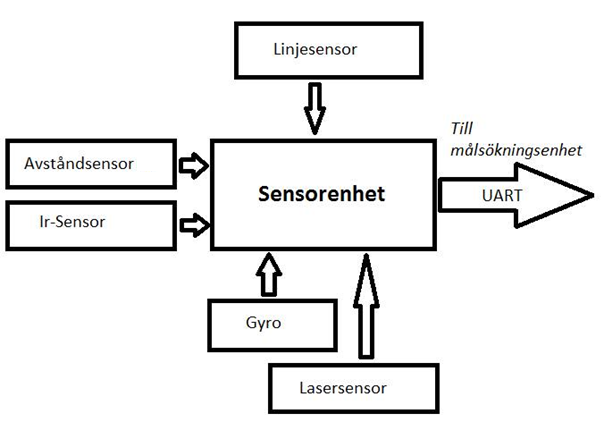 Linjesensor
Till
målsökningsenhet
Avståndsensor
Sensorenhet
UART
Ir-Sensor
Gyro
Lasersensor